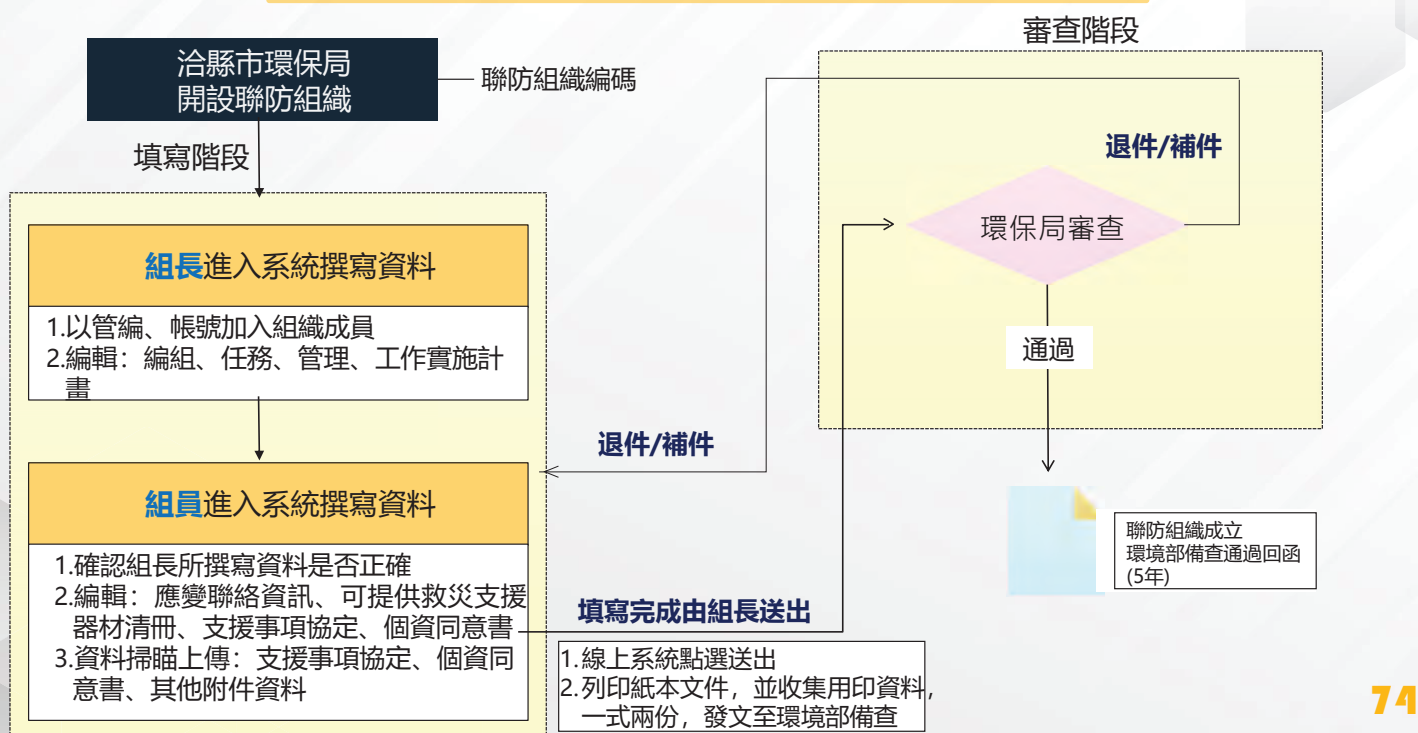 審查階段
洽縣市環保局
開設聯防組織
聯防組織編碼
填寫階段
退件/補件
環保局審查
組長進入系統撰寫資料
1.以管編、帳號加入組織成員
2.編輯：編組、任務、管理、工作實施計
畫
通過
退件/補件
組員進入系統撰寫資料
1.確認組長所撰寫資料是否正確
2.編輯：應變聯絡資訊、可提供救災支援
器材清冊、支援事項協定、個資同意書
3.資料掃瞄上傳：支援事項協定、個資同
意書、其他附件資料
填寫完成由組長送出
1.線上系統點選送出
2.列印紙本文件，並收集用印資料，
一式兩份，發文至環境部備查
聯防組織成立
環境部備查通過回函
(5年)
74